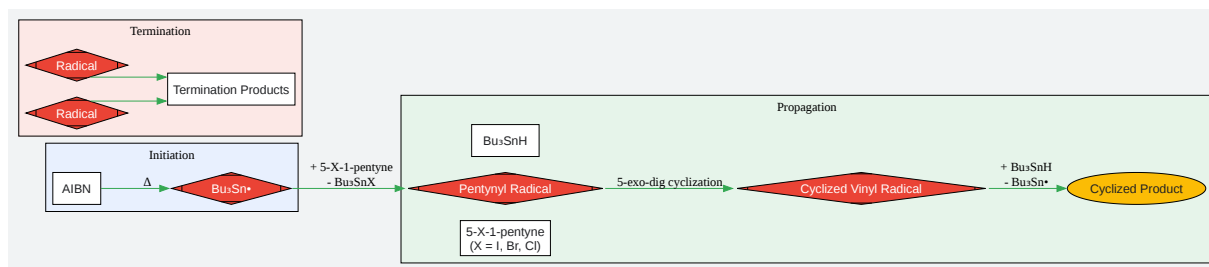 Termination
Radical
Radical
Termination Products
Initiation
AIBN
Δ
Bu₃Sn•
+ 5-X-1-pentyne
- Bu₃SnX
Propagation
Bu₃SnH
Pentynyl Radical
5-exo-dig cyclization
Cyclized Vinyl Radical
+ Bu₃SnH
- Bu₃Sn•
Cyclized Product
5-X-1-pentyne
(X = I, Br, Cl)